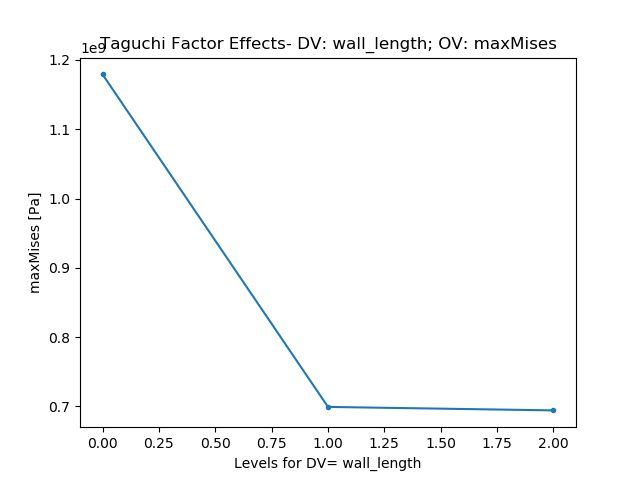 Taguchi Factor Effects- DV: wall_length; OV: maxMises
1e9
1.2
1.1
1.0
0.9
0.8
0.7
maxMises [Pa]
0.00 0.25 0.50 0.75 1.00 1.25 1.50 1.75 2.00
Levels for DV= wall_length